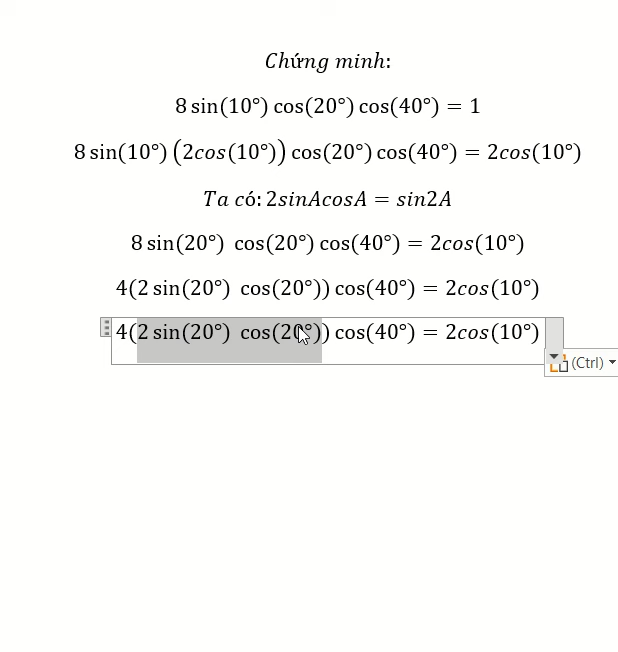 Chứng minh:
8 sin(10°) cos(20°) cos(40°) = 1
8 sin(10°) (2cos(10°)) cos(20°) cos(40°) = 2cos(10°)
Ta có: 2sinAcosA = sin2A
8 sin(20°) cos(20°) cos(40°) = 2cos(10°)
4(2 sin(20°) cos(20°)) cos(40°) = 2cos(10°)
4(2 sin(20°) cos(20°)) cos(40°) = 2cos(10°)
(Ctrl)